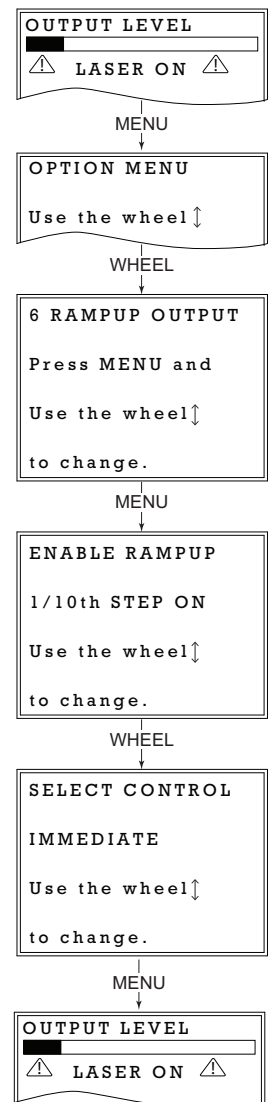 OUTPUT LEVEL
LASER ON
MENU
OPTION MENU
Use the wheel
WHEEL
6 RAMPUP OUTPUT
Press MENU and
Use the wheel
to change.
MENU
ENABLE RAMPUP
1/10th STEP ON
Use the wheel
to change.
WHEEL
SELECT CONTROL
IMMEDIATE
Use the wheel
to change.
MENU
OUTPUT LEVEL
LASER ON